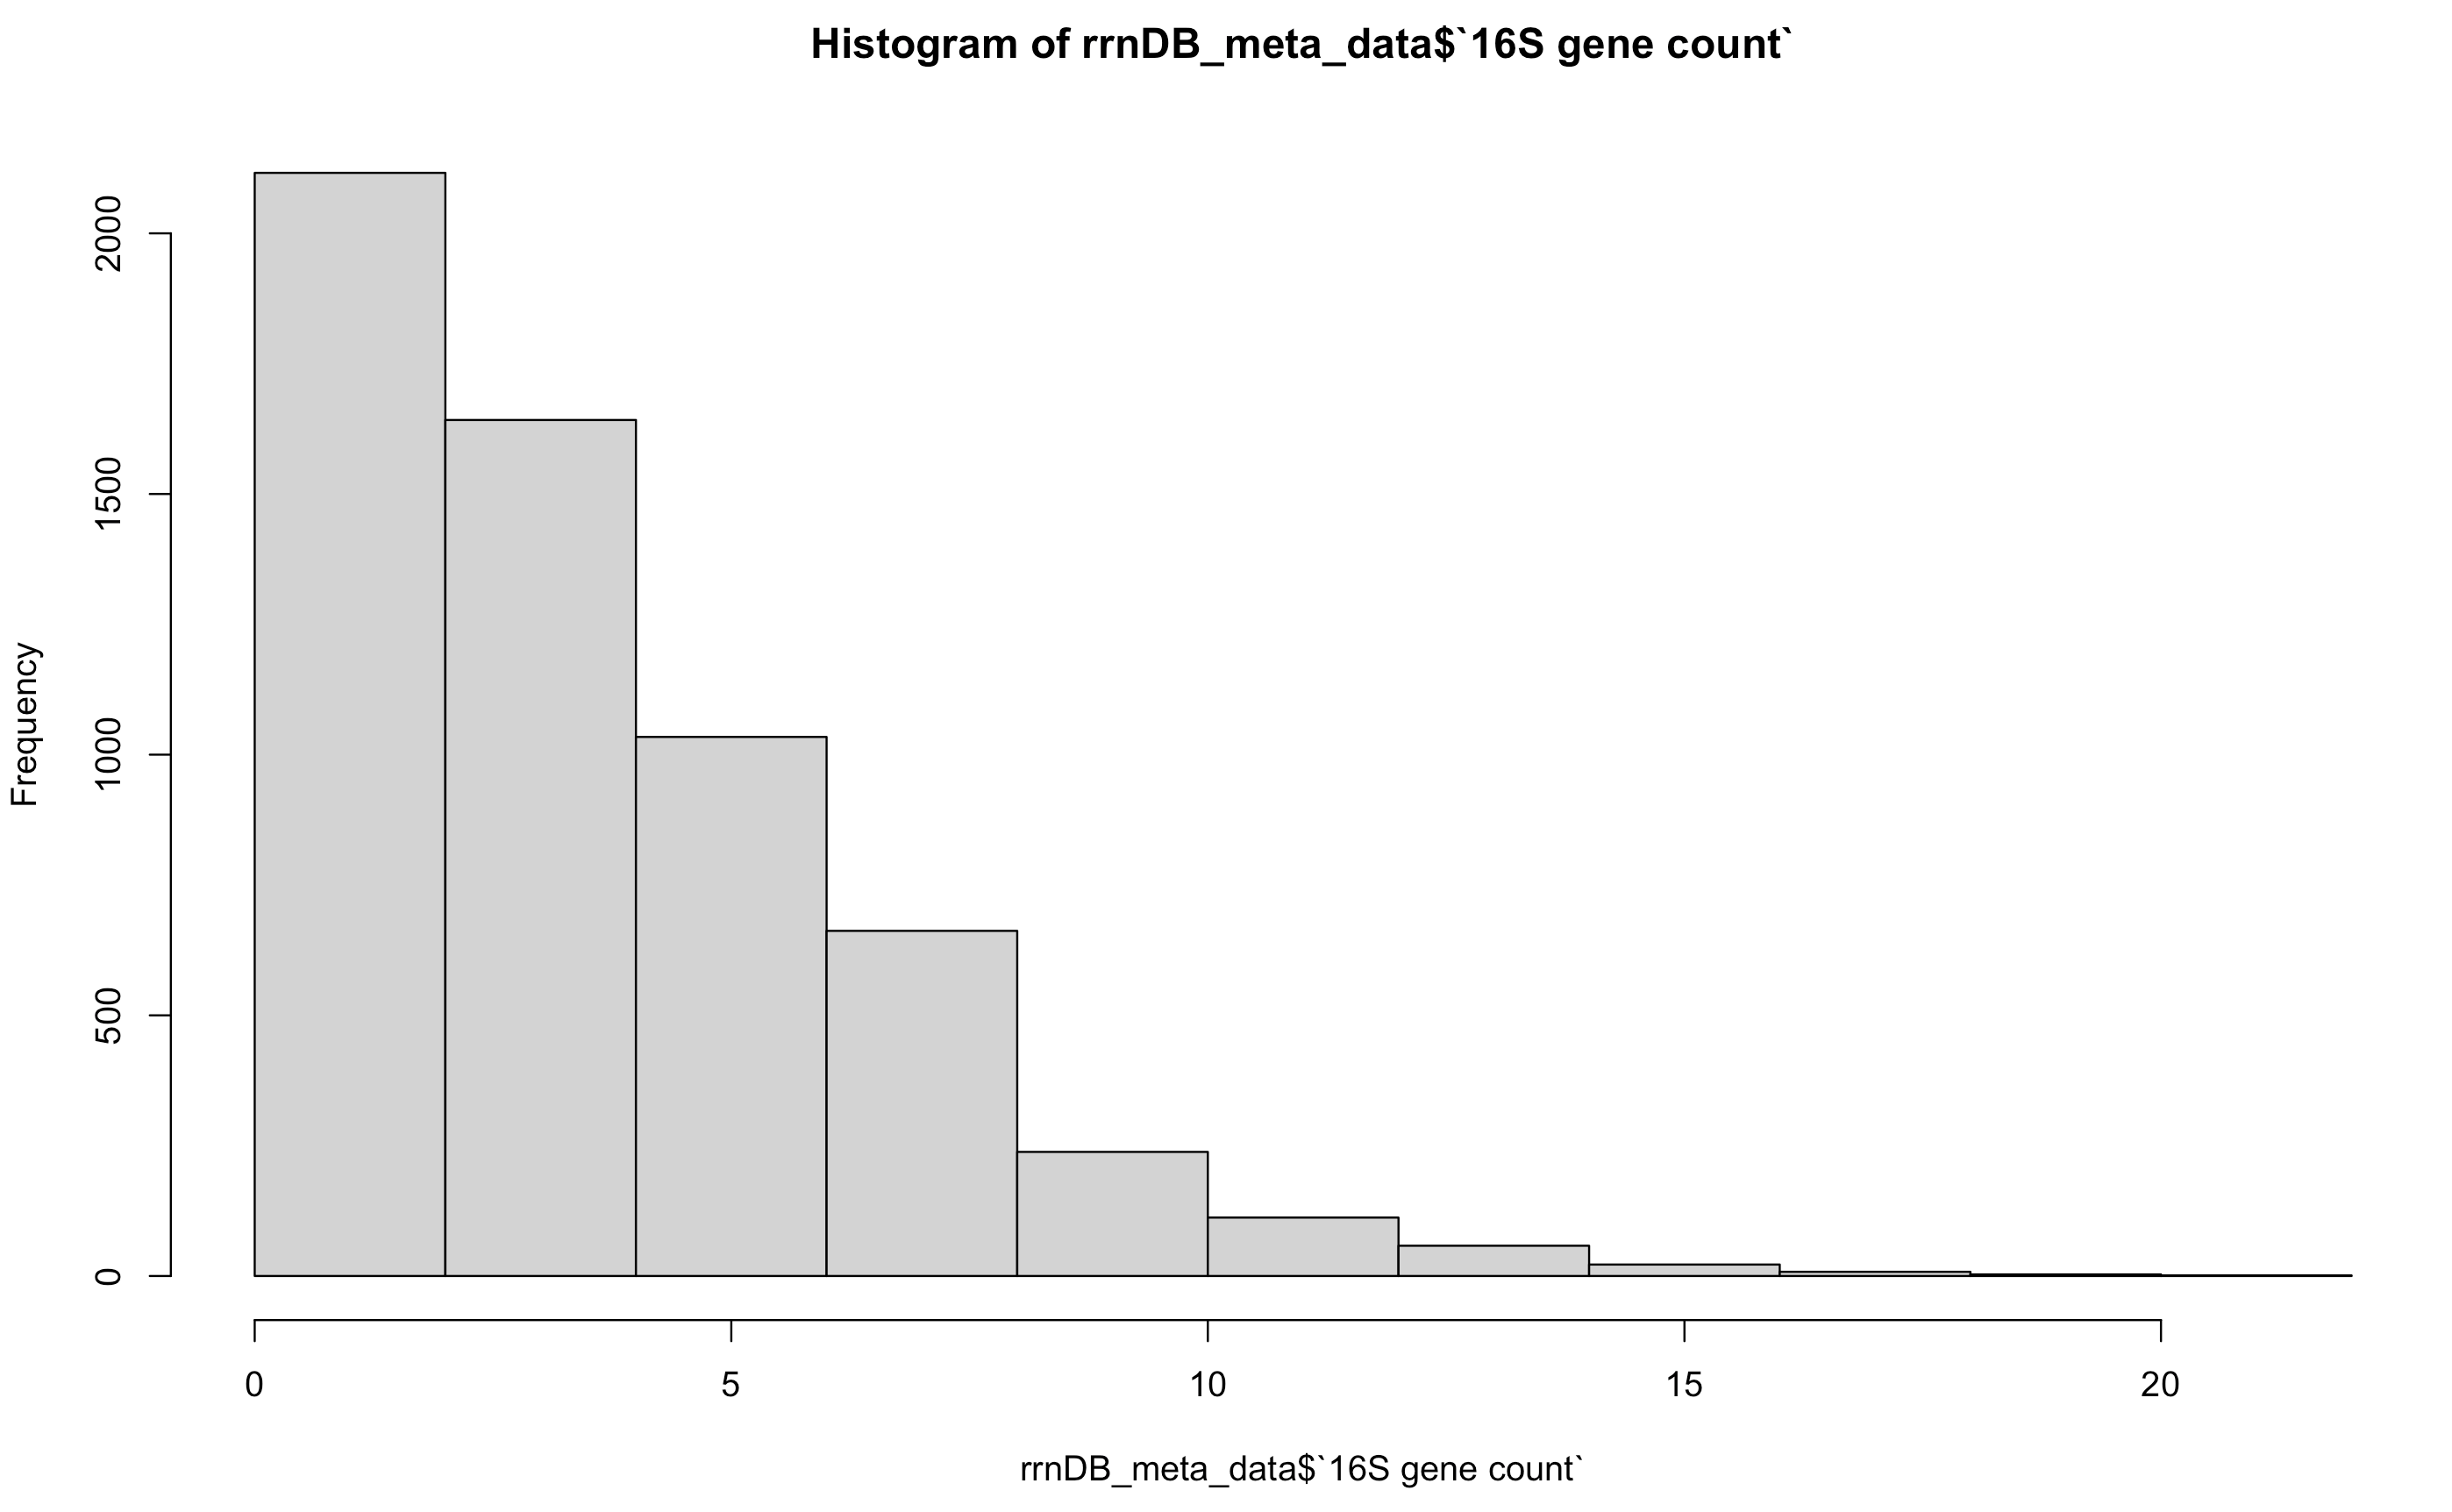 Histogram of rrnDB_meta_data$`16S gene count`
Frequency
2000
1500
1000
500
0
0 5 10 15 20
rrnDB_meta_data$`16S gene count`